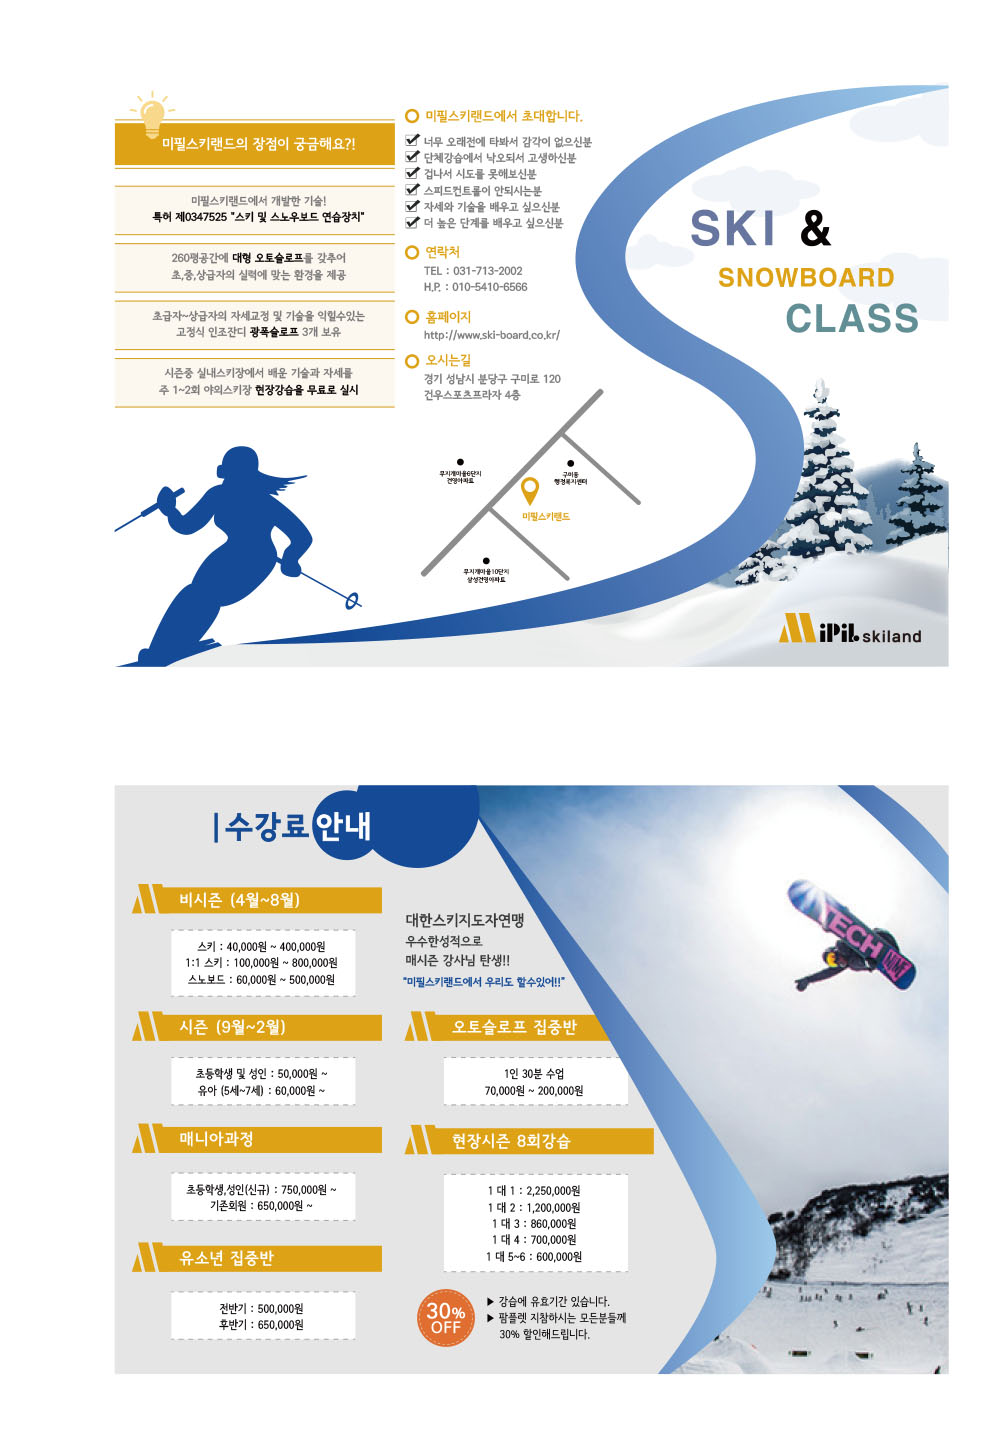 미필스키랜드의 장점이 궁금해요?!
미필스키랜드에서 개발한 기술!
특허 제0347525 "스키 및 스노우보드 연습장치"
260평공간에 대형 오토슬로프를 갖추어
초,중,상급자의 실력에 맞는 환경을 제공
초급자~상급자의 자세교정 및 기술을 익힐수있는
고정식 인조잔디 광폭슬로프 3개 보유
시즌중 실내스키장에서 배운 기술과 자세를
주 1~2회 야외스키장 현장강습을 무료로 실시
미필스키랜드에서 초대합니다.
너무 오래전에 타봐서 감각이 없으신분
단체강습에서 낙오되서 고생하신분
겁나서 시도를 못해보신분
스피드컨트롤이 안되시는분
자세와 기술을 배우고 싶으신분
더 높은 단계를 배우고 싶으신분
연락처
TEL : 031-713-2002
H.P. : 010-5410-6566
홈페이지
http://www.ski-board.co.kr/
오시는길
경기 성남시 분당구 구미로 120
건우스포츠프라자 4층
무지개마을6단지
건영아파트
구미동
행정복지센터
미필스키랜드
무지개마을10단지
삼성건영아파트
SKI &
SNOWBOARD
CLASS
MiPiL skiland
수강료 안내
비시즌 (4월~8월)
스키 : 40,000원 ~ 400,000원
1:1 스키 : 100,000원 ~ 800,000원
스노보드 : 60,000원 ~ 500,000원
시즌 (9월~2월)
초등학생 및 성인 : 50,000원 ~
유아 (5세~7세) : 60,000원 ~
매니아과정
초등학생,성인(신규) : 750,000원 ~
기존회원 : 650,000원 ~
유소년 집중반
전반기 : 500,000원
후반기 : 650,000원
대한스키지도자연맹
우수한성적으로
매시즌 강사님 탄생!!
"미필스키랜드에서 우리도 할수있어!!"
오토슬로프 집중반
1인 30분 수업
70,000원 ~ 200,000원
현장시즌 8회강습
1 대 1 : 2,250,000원
1 대 2 : 1,200,000원
1 대 3 : 860,000원
1 대 4 : 700,000원
1 대 5~6 : 600,000원
30%
OFF
▶ 강습에 유효기간 있습니다.
▶ 팜플렛 지참하시는 모든분들께
30% 할인해드립니다.
TECH
NINE